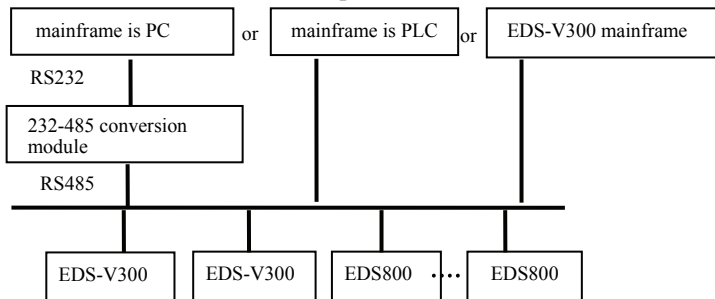 mainframe is PC or mainframe is PLC or EDS-V300 mainframe
RS232
232-485 conversion
module
RS485
EDS-V300 EDS-V300 EDS800 .... EDS800